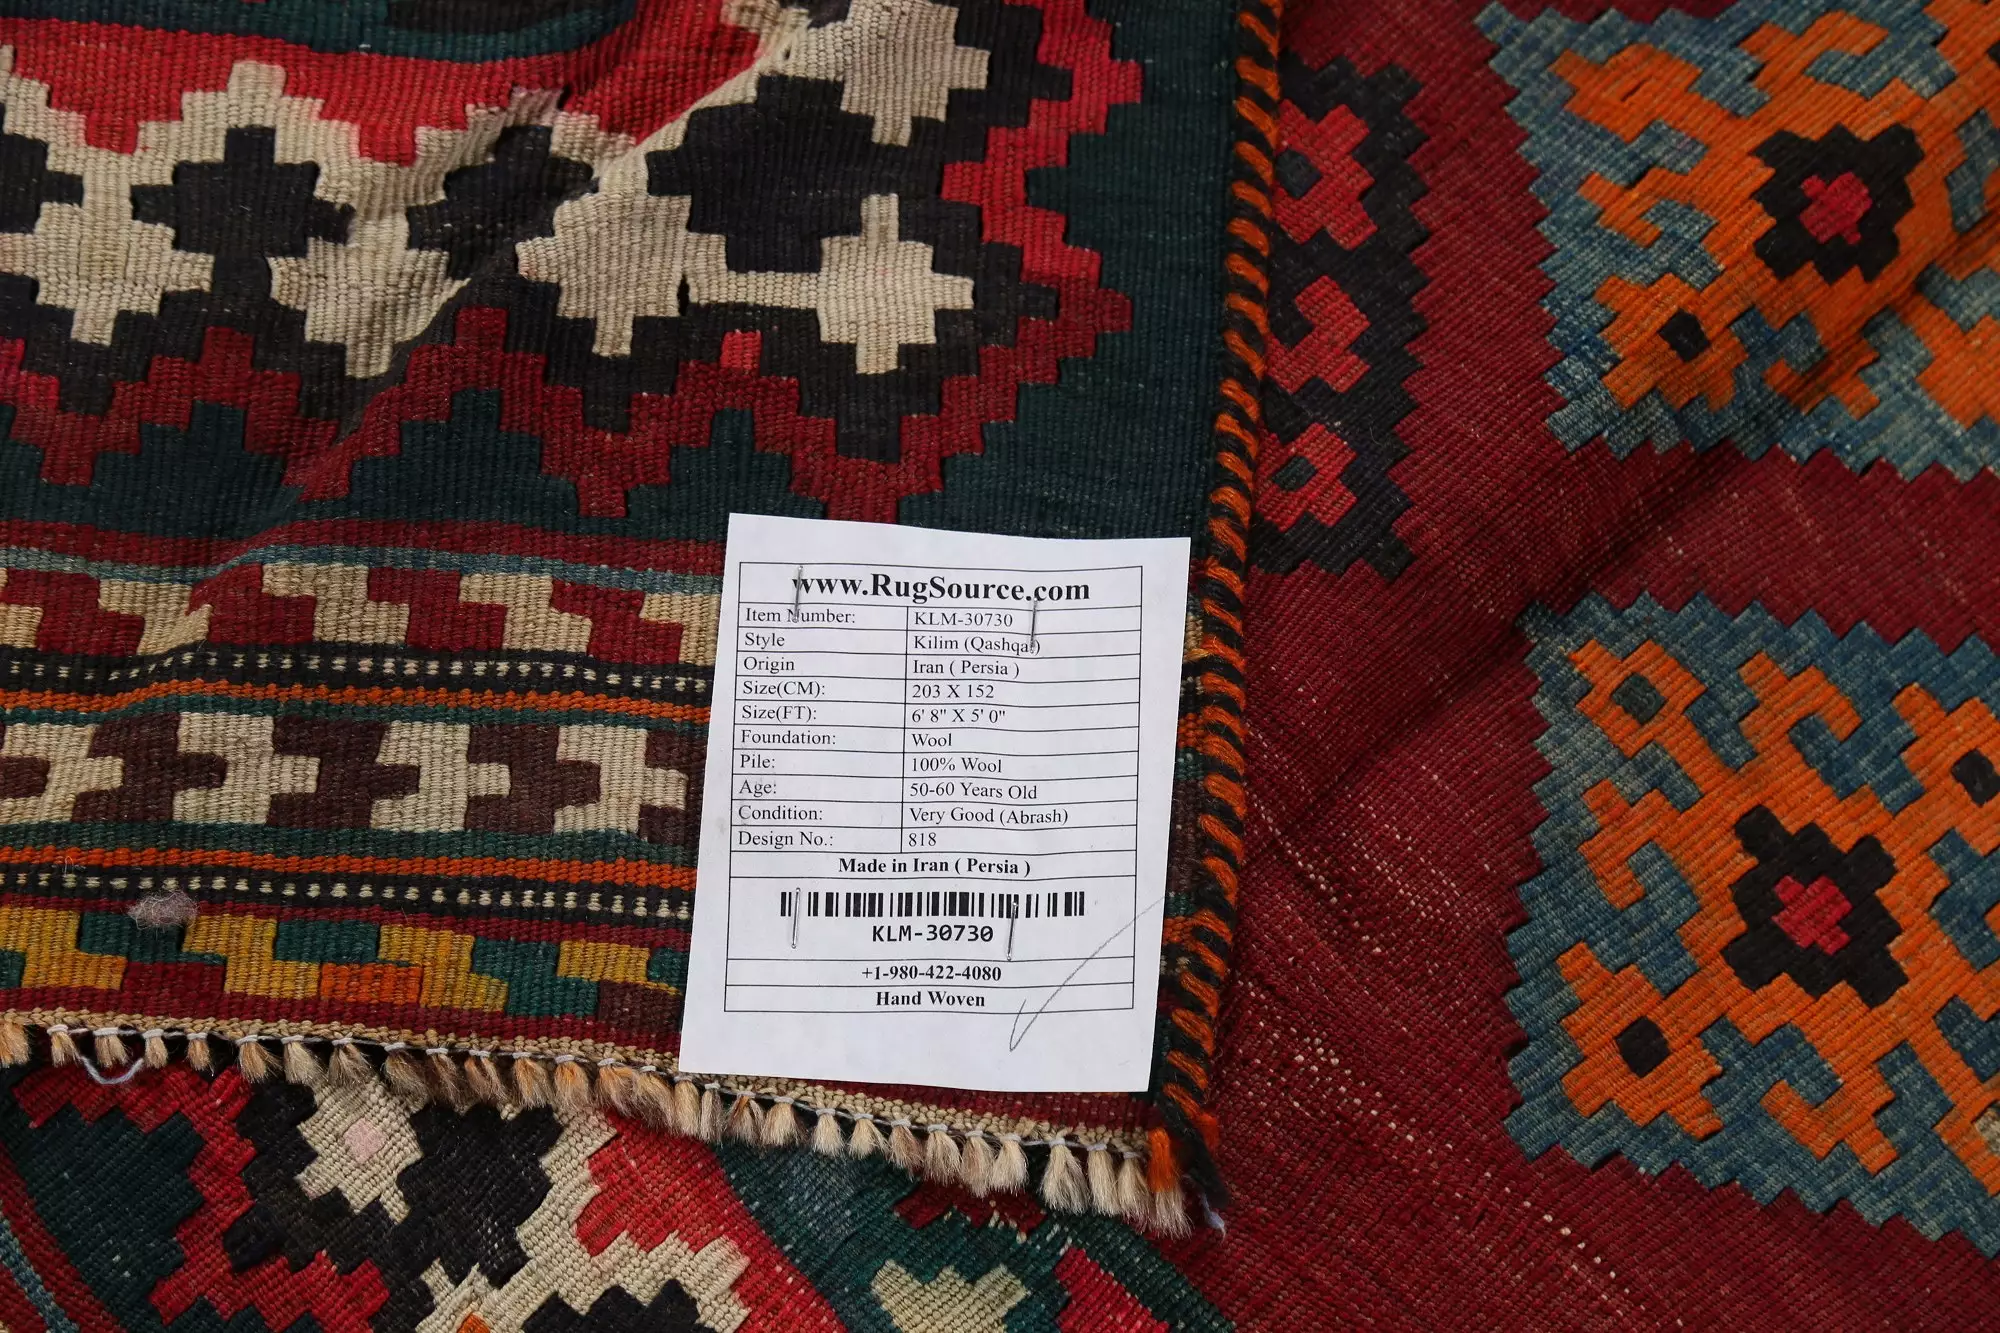 www.RugSource.com
Item Number: KLM-30730
Style Kilim (Qashqai)
Origin Iran ( Persia )
Size(CM): 203 X 152
Size(FT): 6' 8" X 5' 0"
Foundation: Wool
Pile: 100% Wool
Age: 50-60 Years Old
Condition: Very Good (Abrash)
Design No.: 818
Made in Iran ( Persia )
KLM-30730
+1-980-422-4080
Hand Woven